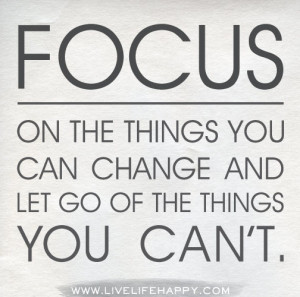 FOCUS
ON THE THINGS YOU
CAN CHANGE AND
LET GO OF THE THINGS
YOU CAN'T.
WWW.LIVELIFEHAPPY.COM